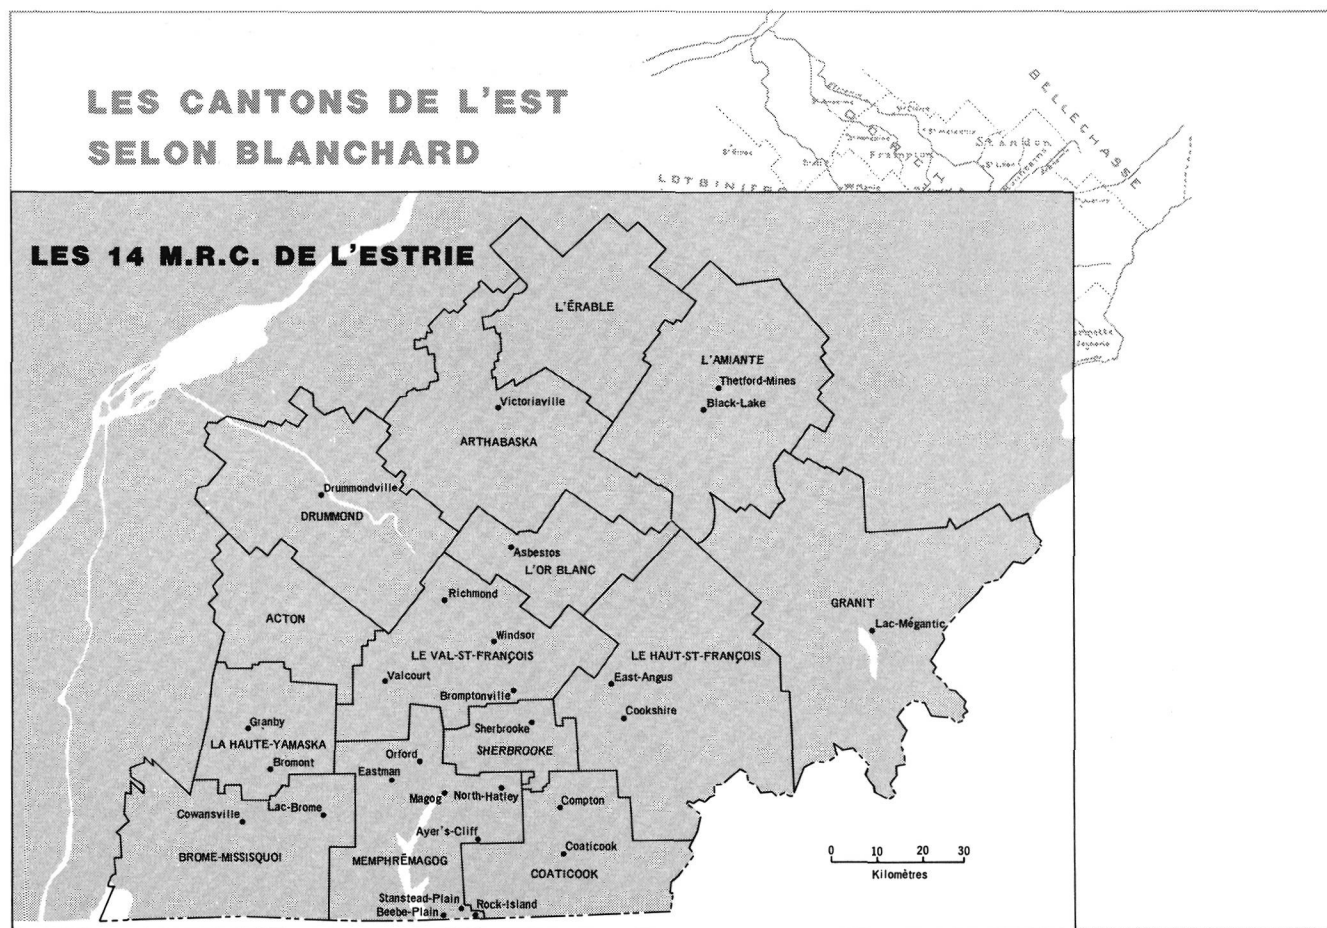 LES CANTONS DE L'EST
SELON BLANCHARD
BELLECHASSE
Standon
Frampton
LOTBINIÈRE
LES 14 M.R.C. DE L'ESTRIE
L'ÉRABLE
L'AMIANTE
Thetford-Mines
Black-Lake
Victoriaville
ARTHABASKA
Drummondville
DRUMMOND
Asbestos
L'OR BLANC
Richmond
ACTON
GRANIT
Lac-Mégantic
Windsor
LE VAL-ST-FRANÇOIS
LE HAUT-ST-FRANÇOIS
Valcourt
East-Angus
Bromptonville
Cookshire
Granby
Sherbrooke
LA HAUTE-YAMASKA
SHERBROOKE
Orford
Bromont
Eastman
Magog
North-Hatley
Compton
Lac-Brome
Cowansville
Ayer's-Cliff
Coaticook
BROME-MISSISQUOI
MEMPHRÉMAGOG
COATICOOK
0 10 20 30
Kilomètres
Stanstead-Plain
Rock-Island
Beebe-Plain